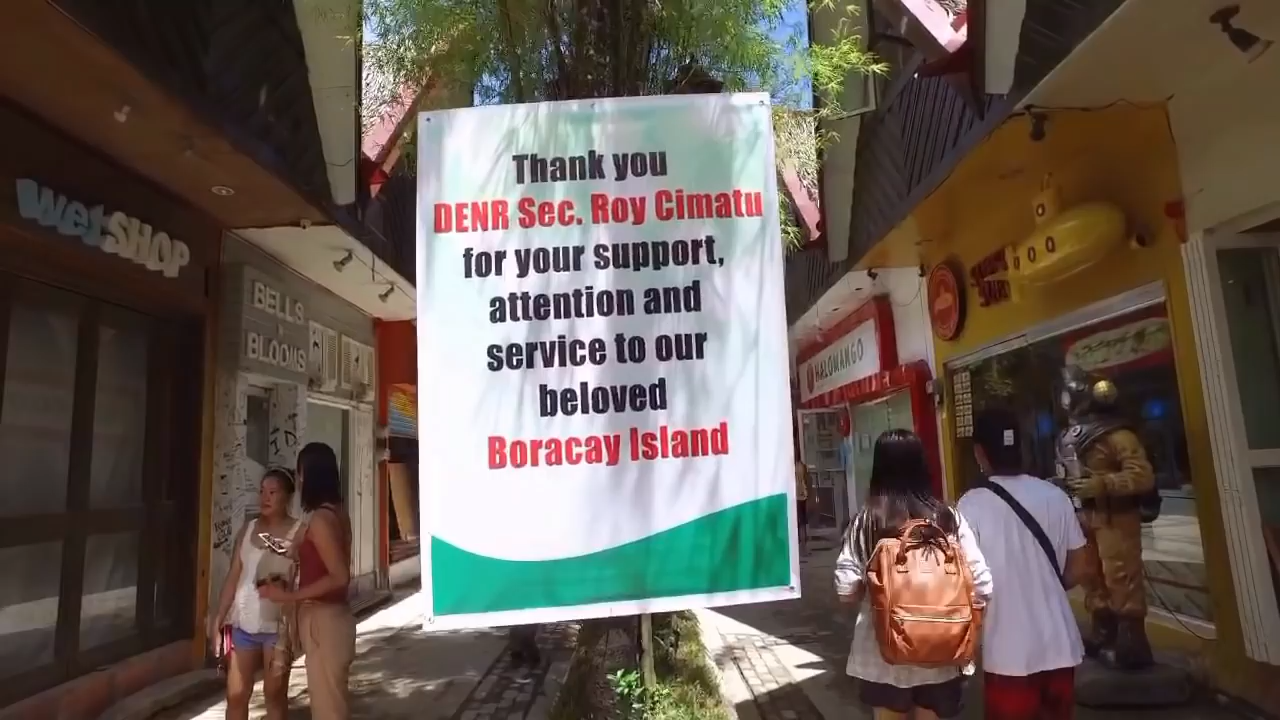 Thank you
DENR Sec. Roy Cimatu
for your support,
attention and
service to our
beloved
Boracay Island
wetSHOP
BELLS
BLOOMS
HALOMANGO